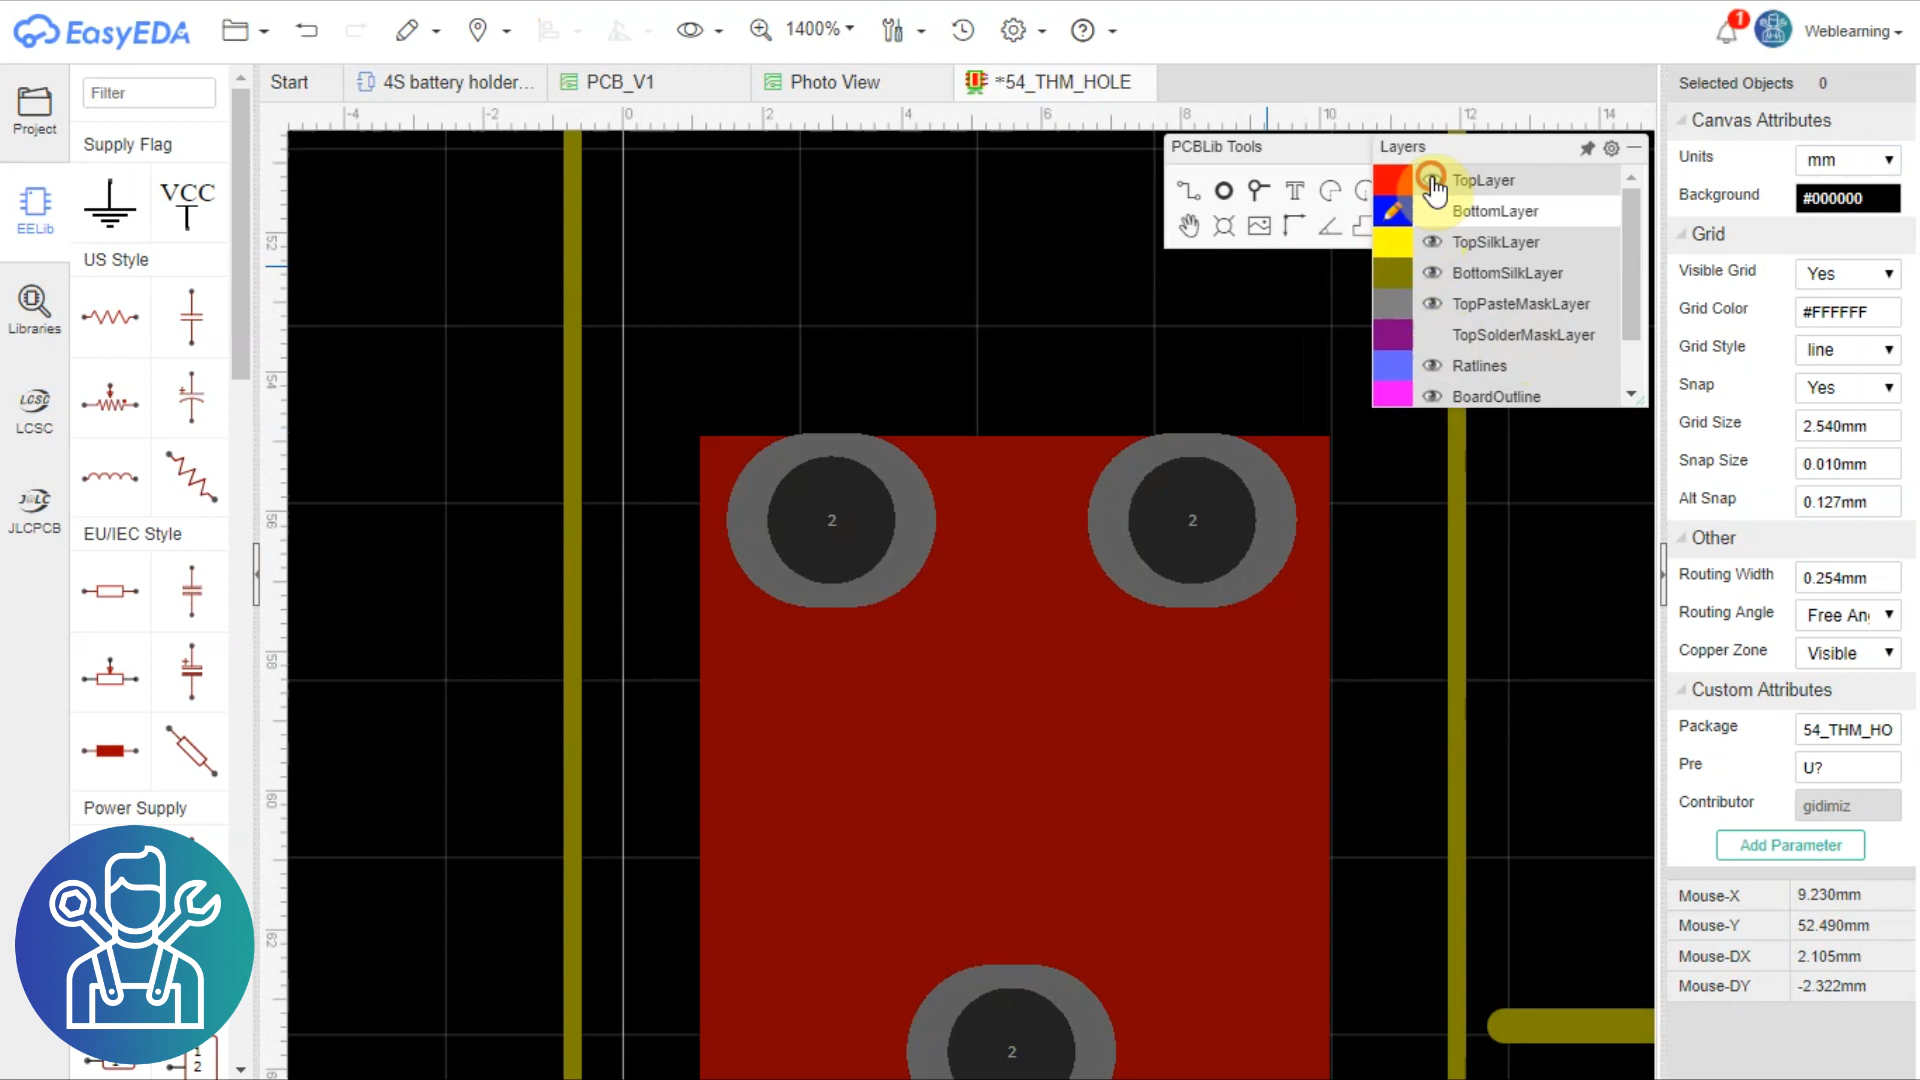 EasyEDA
1400%
1
Weblearning
Project
EELib
Libraries
LCSC
LCSC
J@LC
JLCPCB
Filter
Supply Flag
VCC
US Style
EU/IEC Style
Power Supply
1
2
Start
4S battery holder...
PCB_V1
Photo View
*54_THM_HOLE
-4
-2
0
2
4
6
8
10
12
14
52
54
56
58
60
62
2
2
2
PCBLib Tools
T
Layers
TopLayer
BottomLayer
TopSilkLayer
BottomSilkLayer
TopPasteMaskLayer
TopSolderMaskLayer
Ratlines
BoardOutline
Selected Objects 0
Canvas Attributes
Units mm
Background #000000
Grid
Visible Grid Yes
Grid Color #FFFFFF
Grid Style line
Snap Yes
Grid Size 2.540mm
Snap Size 0.010mm
Alt Snap 0.127mm
Other
Routing Width 0.254mm
Routing Angle Free An
Copper Zone Visible
Custom Attributes
Package 54_THM_HO
Pre U?
Contributor gidimiz
Add Parameter
Mouse-X 9.230mm
Mouse-Y 52.490mm
Mouse-DX 2.105mm
Mouse-DY -2.322mm